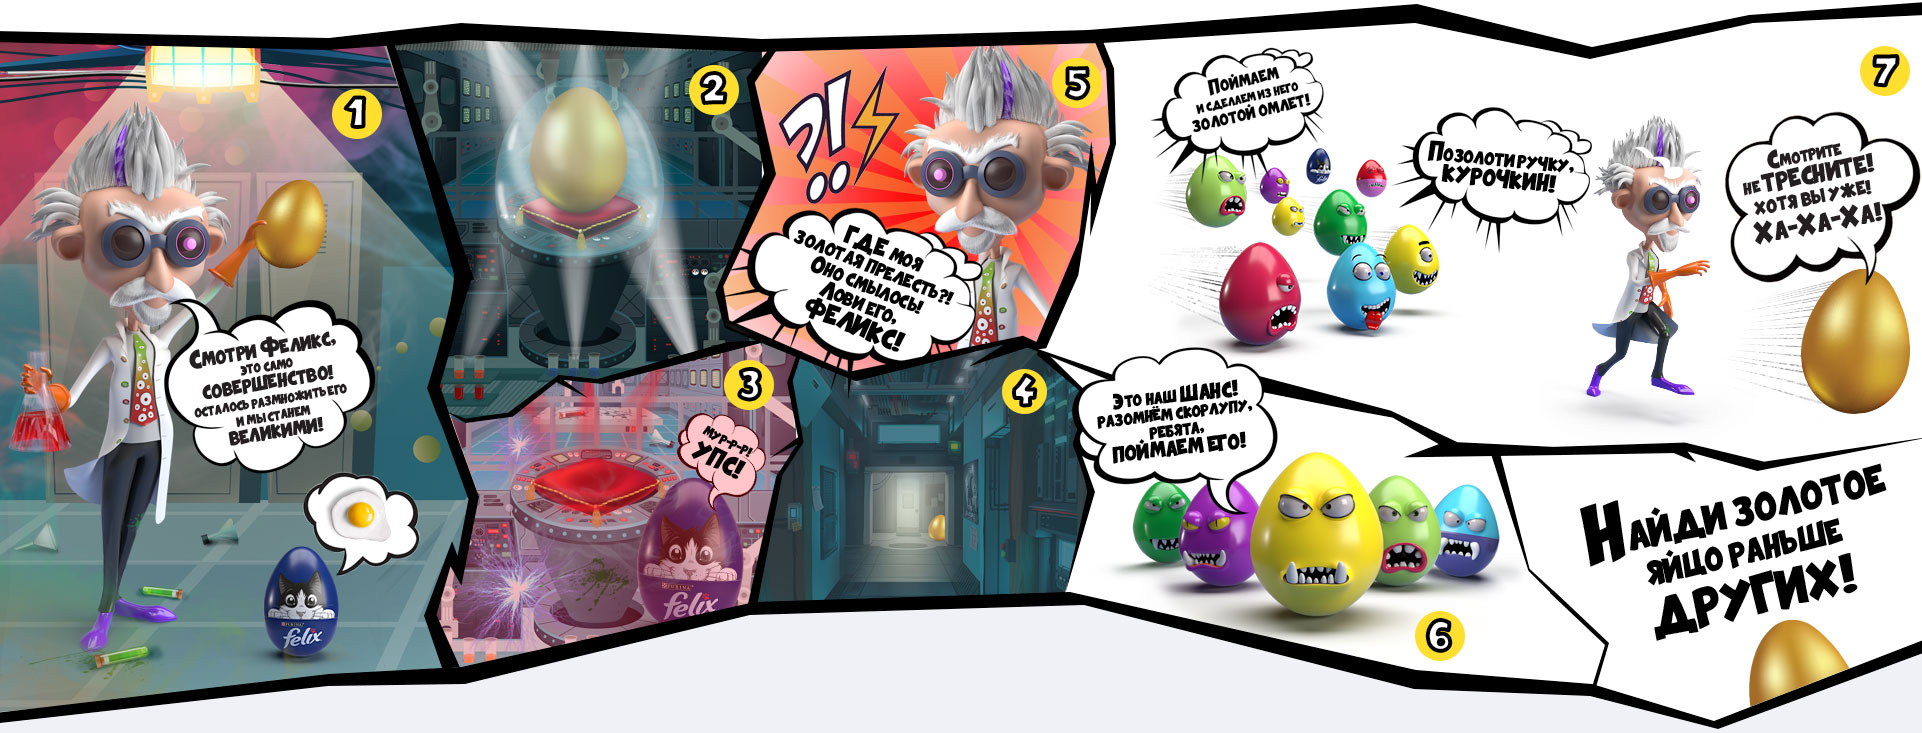 1
Смотри Феликс,
это само
совершенство!
осталось размножить его
и мы станем
великими!
PURINA
felix
2
3
Мур-р-р!
Упс!
PURINA
felix
4
5
?!
Где моя
золотая прелесть?!
Оно смылось!
Лови его,
Феликс!
6
Это наш шанс!
разомнём скорлупу,
ребята,
поймаем его!
7
Поймаем
и сделаем из него
золотой омлет!
felix
Позолоти ручку,
курочкин!
Смотрите
не тресните!
хотя вы уже!
Ха-ха-ха!
Найди золотое
яйцо раньше
других!